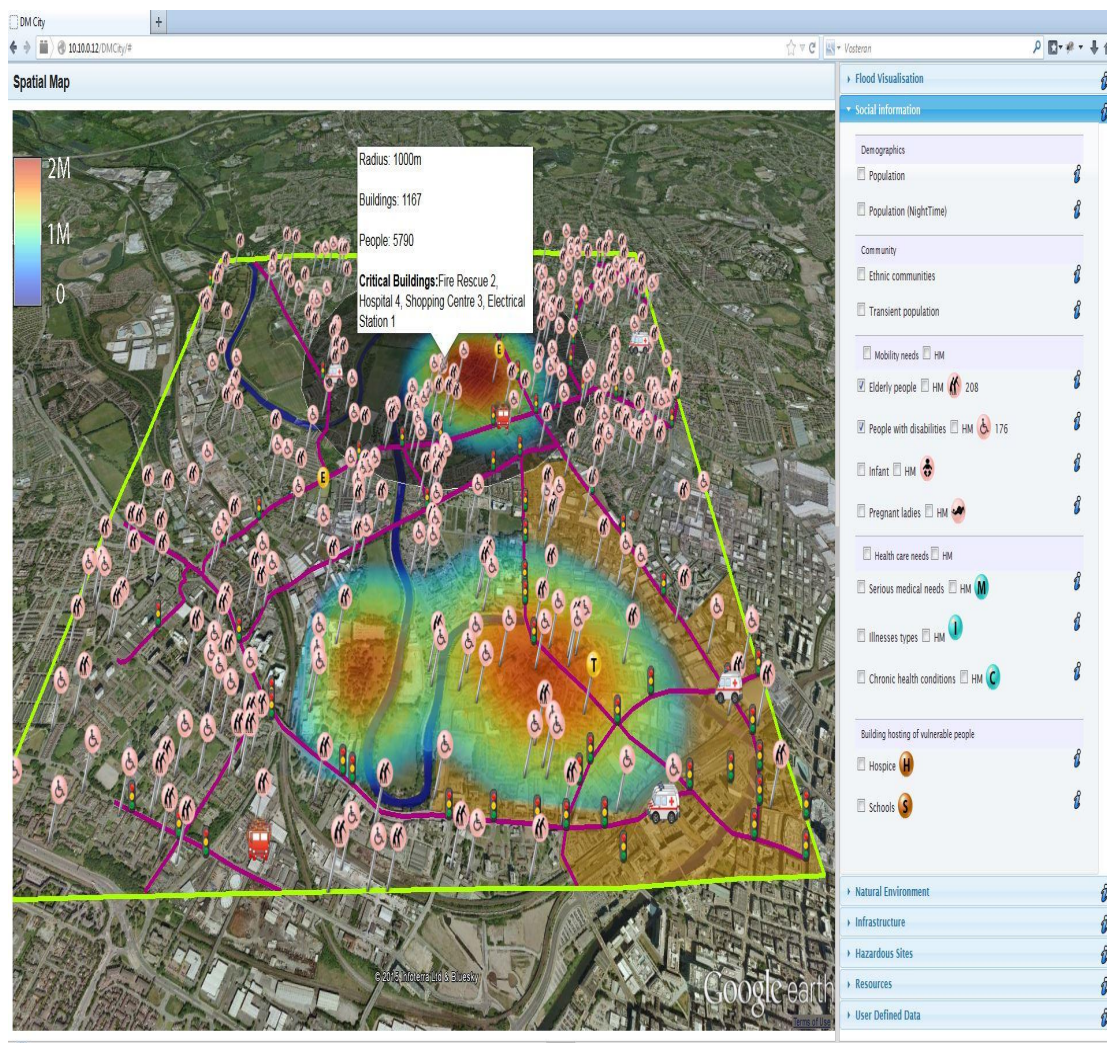 DM City
+
10.10.0.12/DMCity/#
Vosteran
Spatial Map
2M
1M
0
Radius: 1000m
Buildings: 1167
People: 5790
Critical Buildings:Fire Rescue 2,
Hospital 4, Shopping Centre 3, Electrical
Station 1
E
E
T
© 2015 Infoterra Ltd & Bluesky
Google earth
Terms of Use
Flood Visualisation
Social information
Demographics
Population
Population (NightTime)
Community
Ethnic communities
Transient population
Mobility needs HM
Elderly people HM 208
People with disabilities HM 176
Infant HM
Pregnant ladies HM
Health care needs HM
Serious medical needs HM M
Illnesses types HM I
Chronic health conditions HM C
Building hosting of vulnerable people
Hospice H
Schools S
Natural Environment
Infrastructure
Hazardous Sites
Resources
User Defined Data